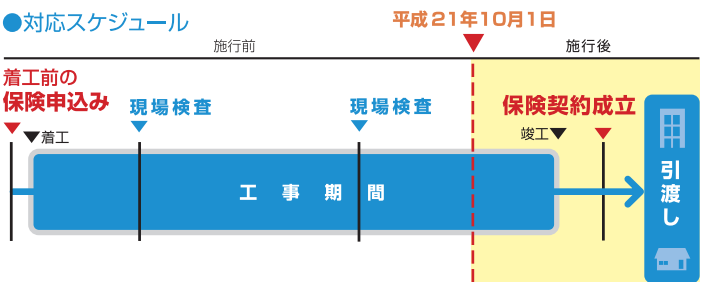 ●対応スケジュール
平成21年10月1日
施行前
施行後
着工前の
保険申込み
現場検査
現場検査
保険契約成立
着工
竣工
工事期間
引渡し